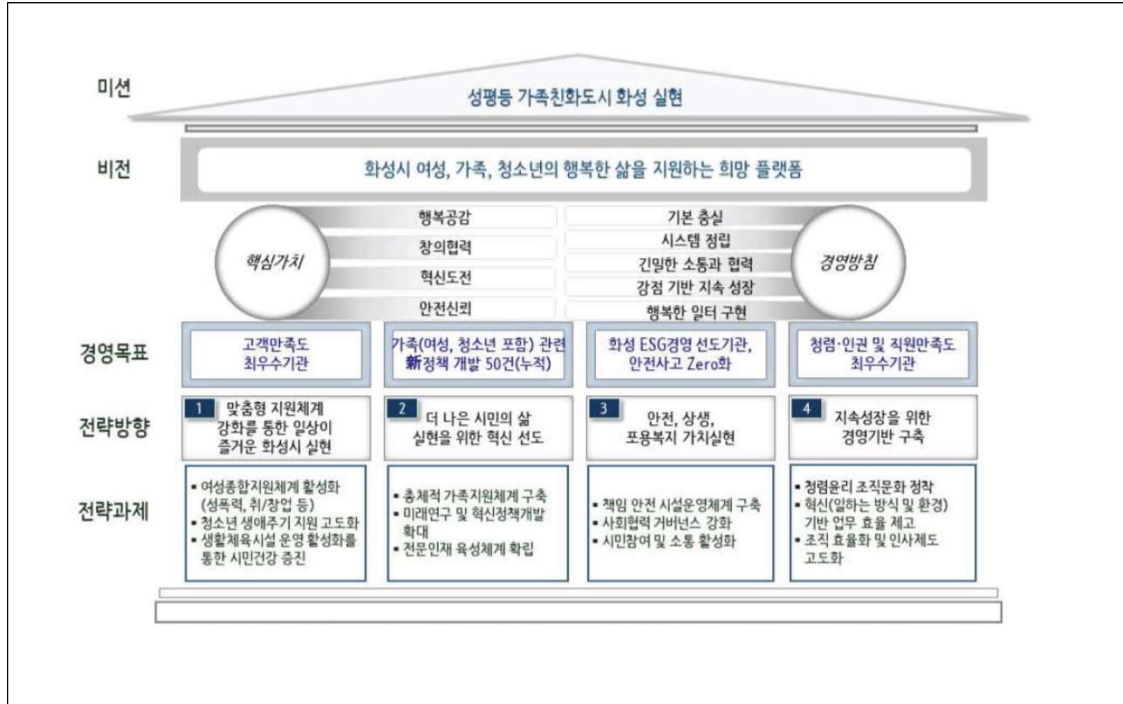 미션
성평등 가족친화도시 화성 실현
비전
화성시 여성, 가족, 청소년의 행복한 삶을 지원하는 희망 플랫폼
핵심가치
행복공감
창의협력
혁신도전
안전신뢰
기본 충실
시스템 정립
긴밀한 소통과 협력
강점 기반 지속 성장
행복한 일터 구현
경영방침
경영목표
고객만족도
최우수기관
가족(여성, 청소년 포함) 관련
新정책 개발 50건(누적)
화성 ESG경영 선도기관,
안전사고 Zero화
청렴·인권 및 직원만족도
최우수기관
전략방향
1
맞춤형 지원체계
강화를 통한 일상이
즐거운 화성시 실현
2
더 나은 시민의 삶
실현을 위한 혁신 선도
3
안전, 상생,
포용복지 가치실현
4
지속성장을 위한
경영기반 구축
전략과제
▪ 여성종합지원체계 활성화
(성폭력, 취/창업 등)
▪ 청소년 생애주기 지원 고도화
▪ 생활체육시설 운영 활성화를
통한 시민건강 증진
▪ 총체적 가족지원체계 구축
▪ 미래연구 및 혁신정책개발
확대
▪ 전문인재 육성체계 확립
▪ 책임 안전 시설운영체계 구축
▪ 사회협력 거버넌스 강화
▪ 시민참여 및 소통 활성화
▪ 청렴윤리 조직문화 정착
▪ 혁신(일하는 방식 및 환경)
기반 업무 효율 제고
▪ 조직 효율화 및 인사제도
고도화